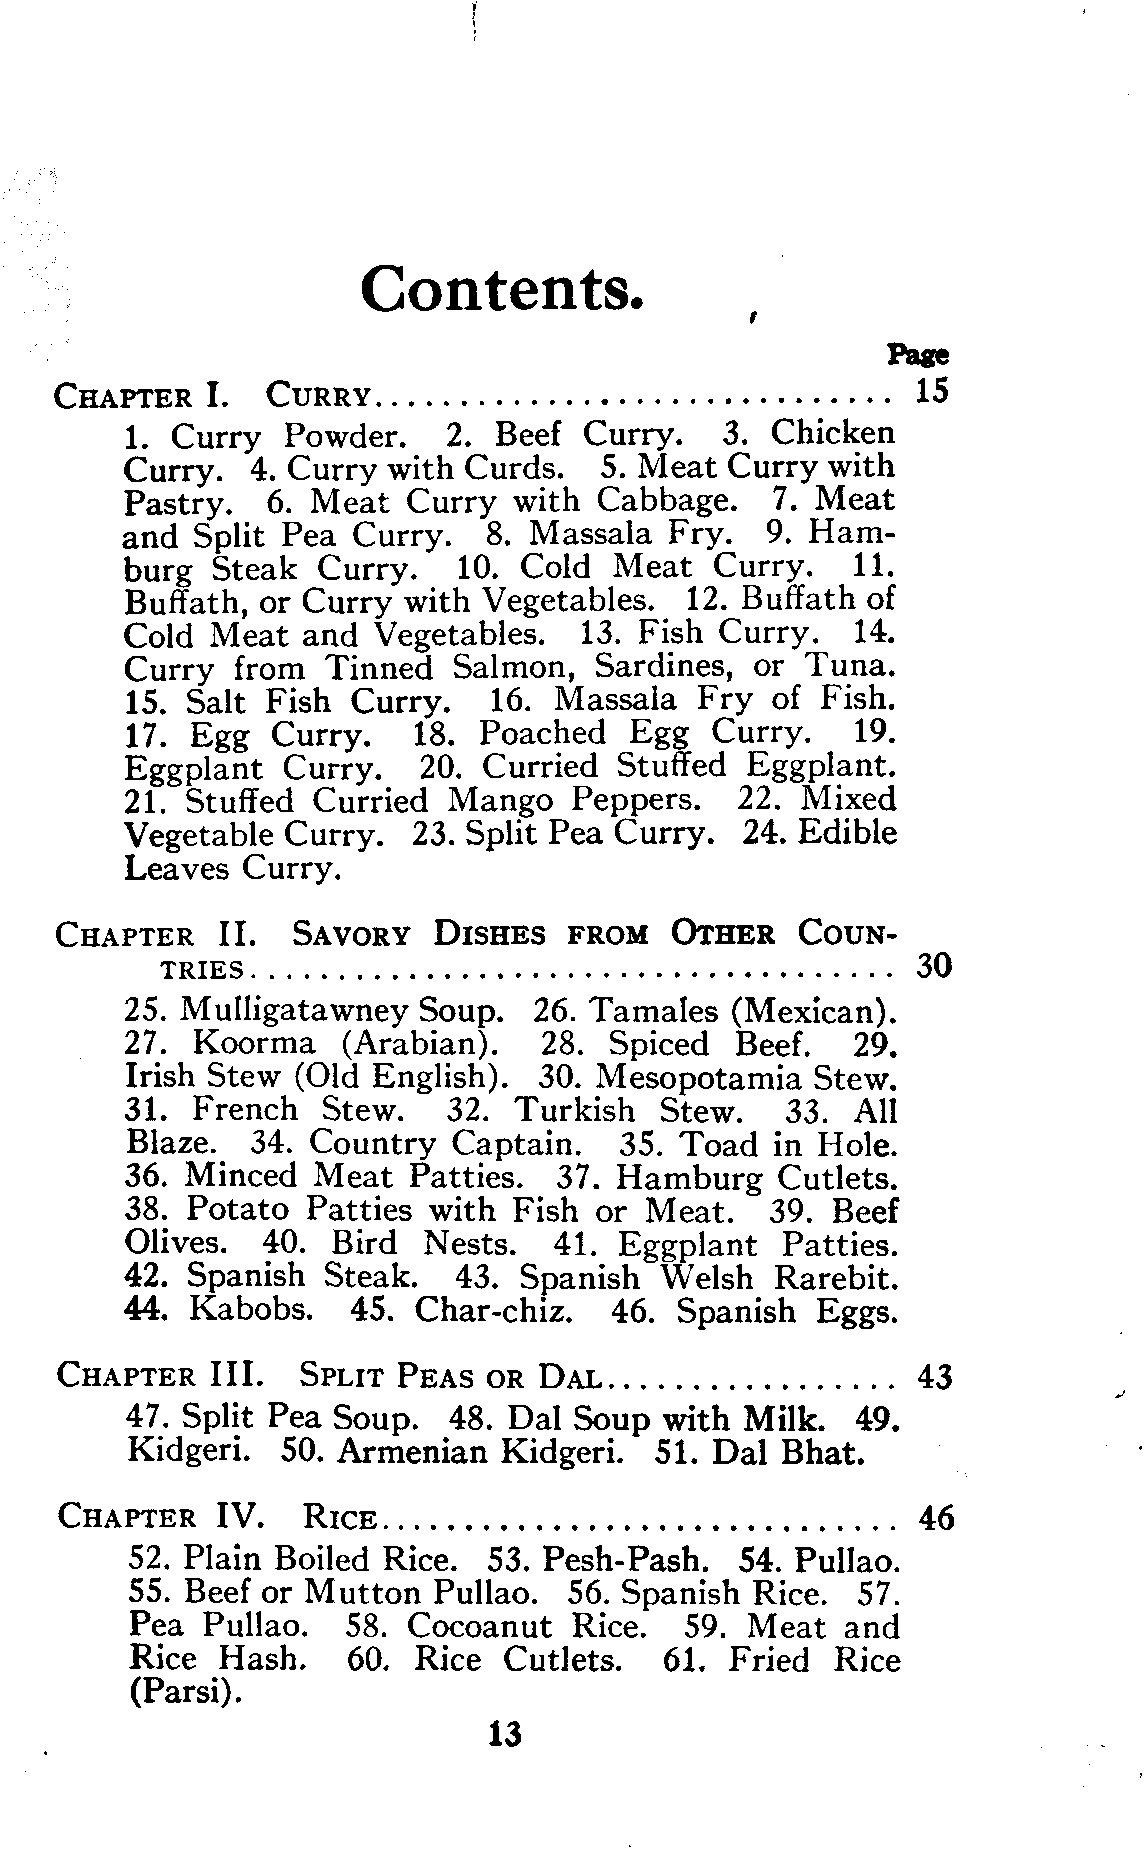 Contents.
Page
CHAPTER I. CURRY.............................. 15
1. Curry Powder. 2. Beef Curry. 3. Chicken
Curry. 4. Curry with Curds. 5. Meat Curry with
Pastry. 6. Meat Curry with Cabbage. 7. Meat
and Split Pea Curry. 8. Massala Fry. 9. Ham-
burg Steak Curry. 10. Cold Meat Curry. 11.
Buffath, or Curry with Vegetables. 12. Buffath of
Cold Meat and Vegetables. 13. Fish Curry. 14.
Curry from Tinned Salmon, Sardines, or Tuna.
15. Salt Fish Curry. 16. Massala Fry of Fish.
17. Egg Curry. 18. Poached Egg Curry. 19.
Eggplant Curry. 20. Curried Stuffed Eggplant.
21. Stuffed Curried Mango Peppers. 22. Mixed
Vegetable Curry. 23. Split Pea Curry. 24. Edible
Leaves Curry.
CHAPTER II. SAVORY DISHES FROM OTHER COUN-
TRIES...................................... 30
25. Mulligatawney Soup. 26. Tamales (Mexican).
27. Koorma (Arabian). 28. Spiced Beef. 29.
Irish Stew (Old English). 30. Mesopotamia Stew.
31. French Stew. 32. Turkish Stew. 33. All
Blaze. 34. Country Captain. 35. Toad in Hole.
36. Minced Meat Patties. 37. Hamburg Cutlets.
38. Potato Patties with Fish or Meat. 39. Beef
Olives. 40. Bird Nests. 41. Eggplant Patties.
42. Spanish Steak. 43. Spanish Welsh Rarebit.
44. Kabobs. 45. Char-chiz. 46. Spanish Eggs.
CHAPTER III. SPLIT PEAS OR DAL................. 43
47. Split Pea Soup. 48. Dal Soup with Milk. 49.
Kidgeri. 50. Armenian Kidgeri. 51. Dal Bhat.
CHAPTER IV. RICE.............................. 46
52. Plain Boiled Rice. 53. Pesh-Pash. 54. Pullao.
55. Beef or Mutton Pullao. 56. Spanish Rice. 57.
Pea Pullao. 58. Cocoanut Rice. 59. Meat and
Rice Hash. 60. Rice Cutlets. 61. Fried Rice
(Parsi).
13